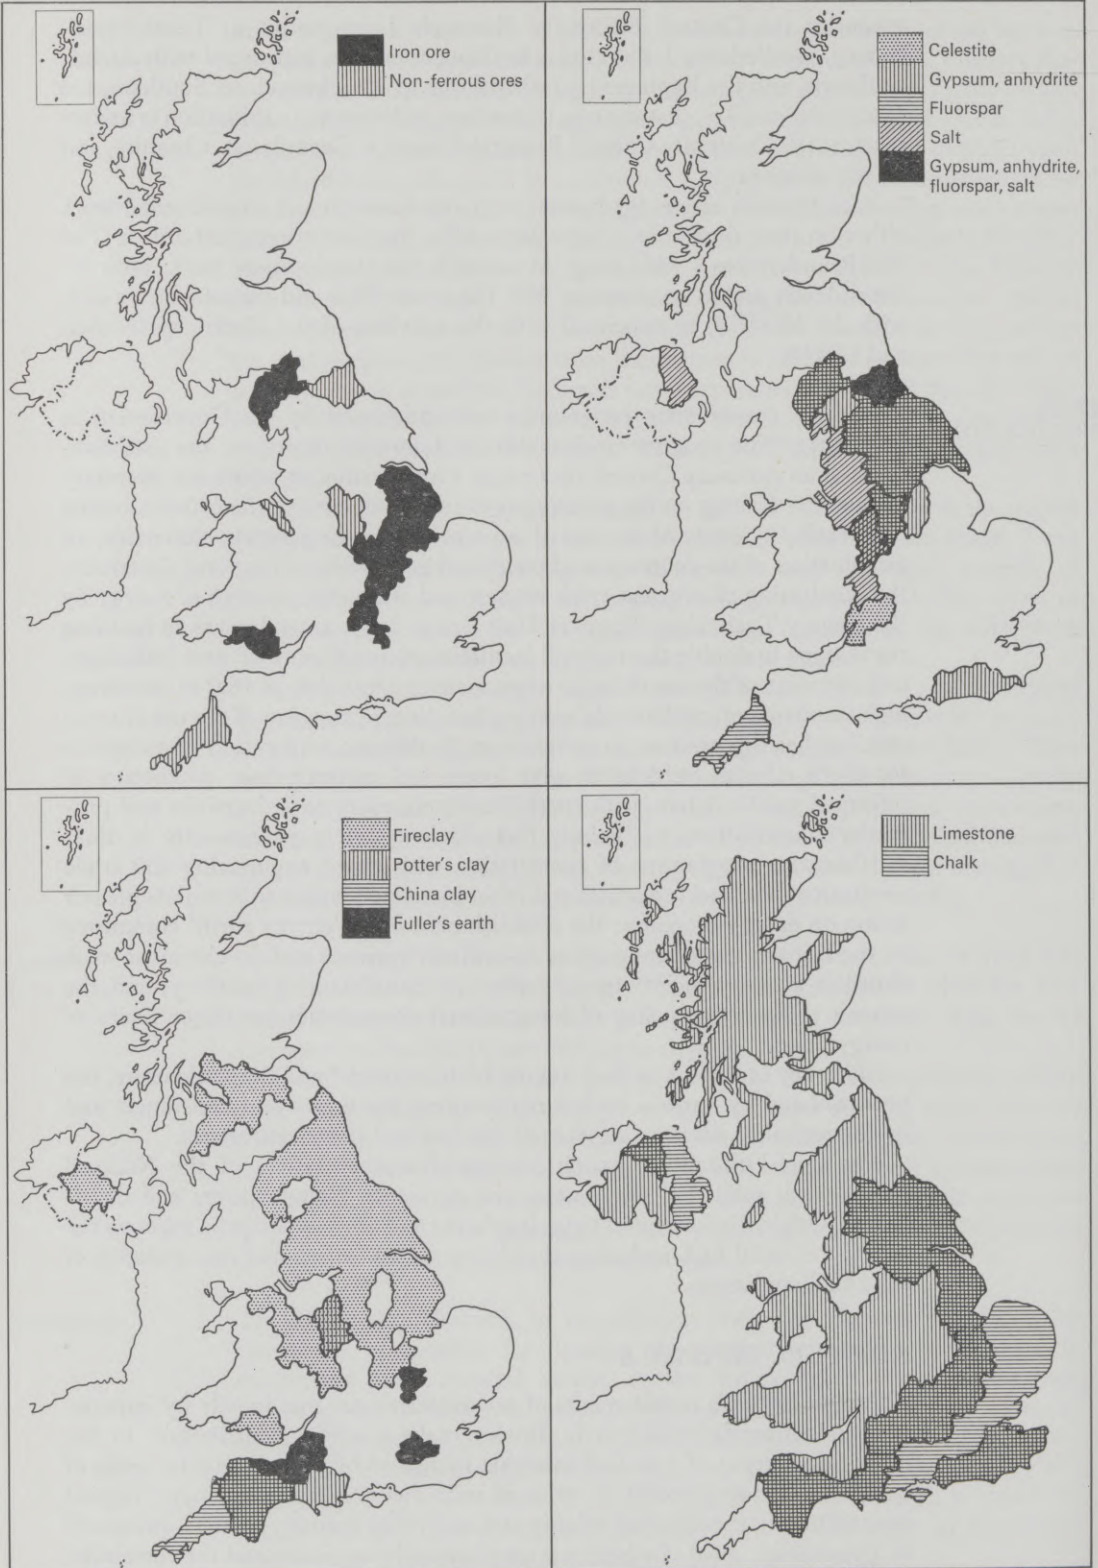 Iron ore
Non-ferrous ores
Celestite
Gypsum, anhydrite
Fluorspar
Salt
Gypsum, anhydrite,
fluorspar, salt
Fireclay
Potter's clay
China clay
Fuller's earth
Limestone
Chalk